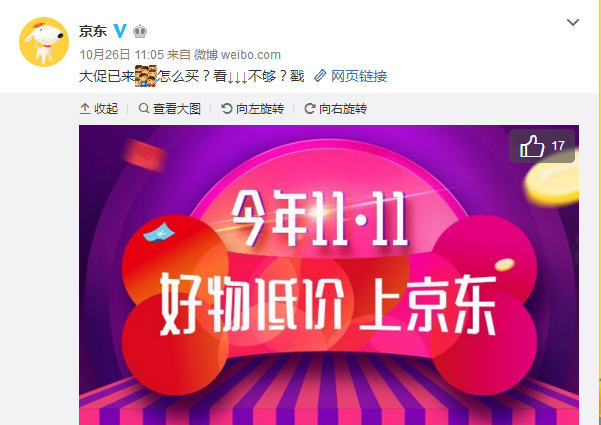 京东
10月26日 11:05 来自 微博 weibo.com
大促已来怎么买？看↓↓↓不够？戳 网页链接
收起 查看大图 向左旋转 向右旋转
17
今年11·11
好物低价 上京东